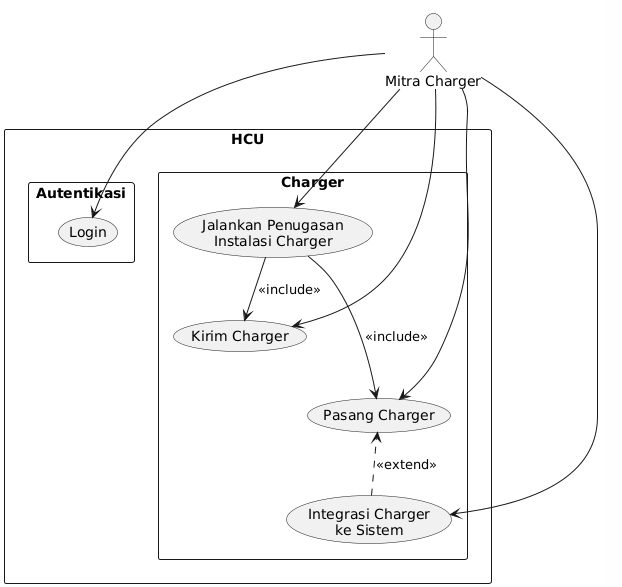 Mitra Charger
HCU
Autentikasi
Login
Charger
Jalankan Penugasan
Instalasi Charger
«include»
Kirim Charger
«include»
Pasang Charger
«extend»
Integrasi Charger
ke Sistem